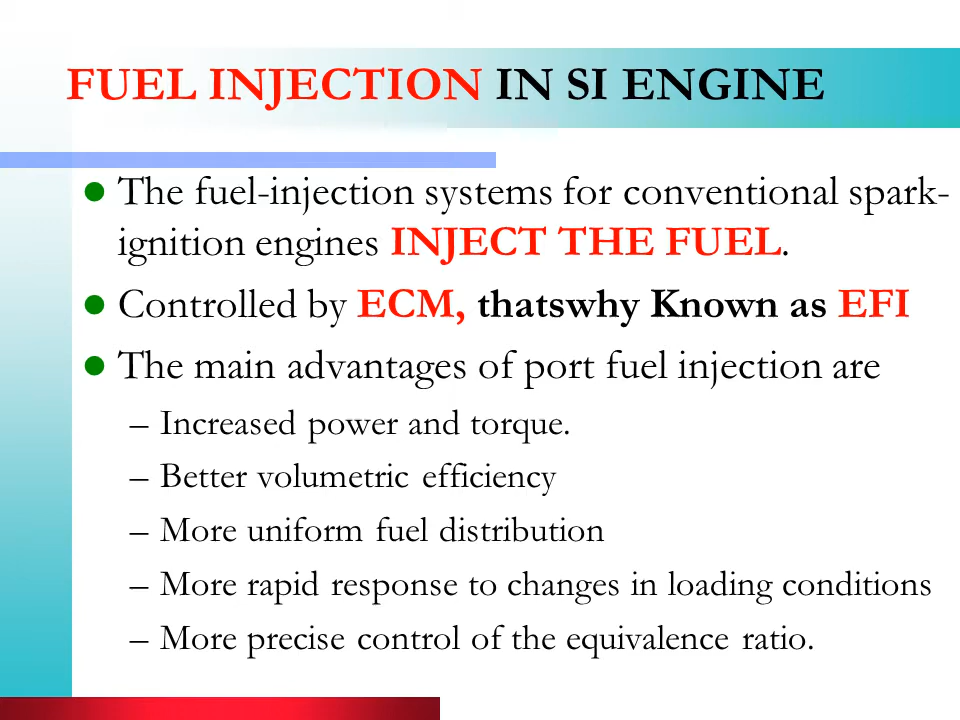 FUEL INJECTION IN SI ENGINE
● The fuel-injection systems for conventional spark-
ignition engines INJECT THE FUEL.
● Controlled by ECM, thatswhy Known as EFI
● The main advantages of port fuel injection are
– Increased power and torque.
– Better volumetric efficiency
– More uniform fuel distribution
– More rapid response to changes in loading conditions
– More precise control of the equivalence ratio.